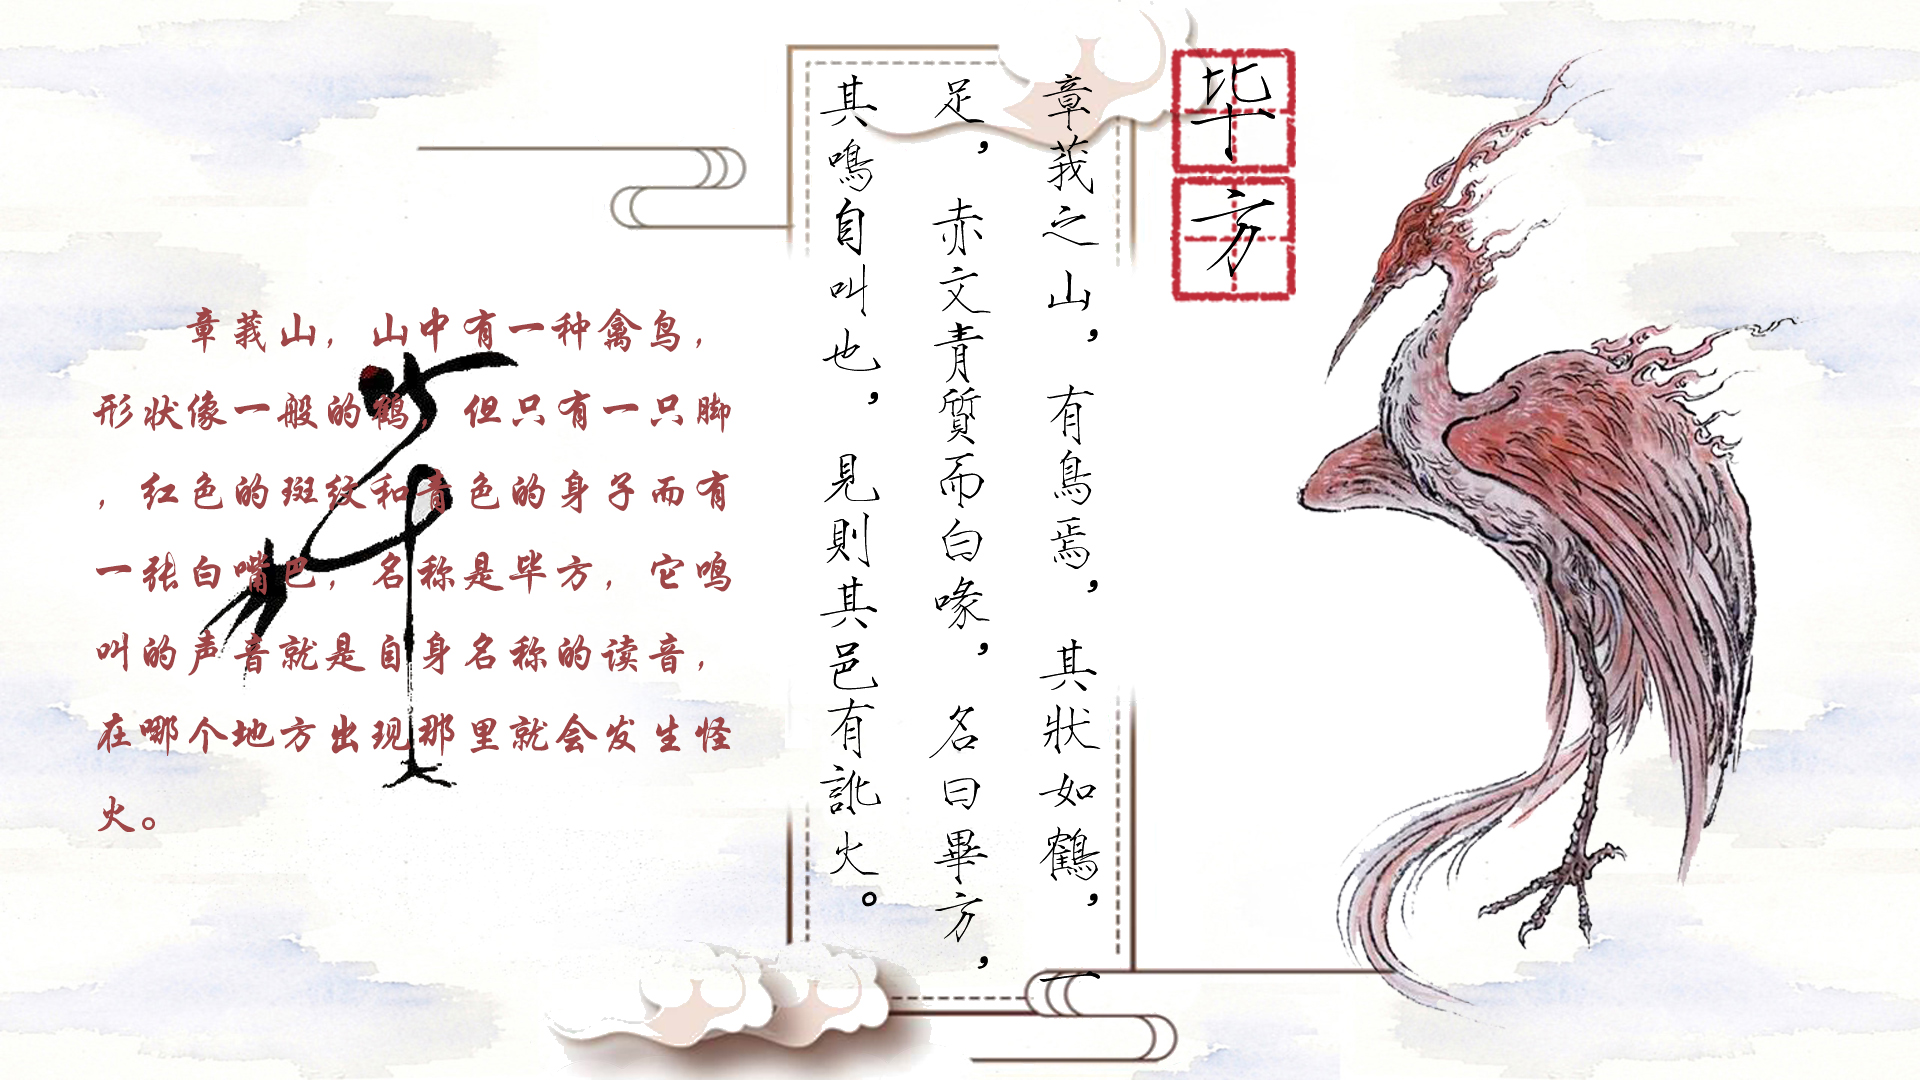 毕方
章莪之山，有鸟焉，其狀如鶴，一
足，赤文青質而白喙，名曰畢方，
其鳴自叫也，見則其邑有訛火。
章莪山，山中有一种禽鸟，
形状像一般的鹤，但只有一只脚
，红色的斑纹和青色的身子而有
一张白嘴巴，名称是毕方，它鸣
叫的声音就是自身名称的读音，
在哪个地方出现那里就会发生怪
火。